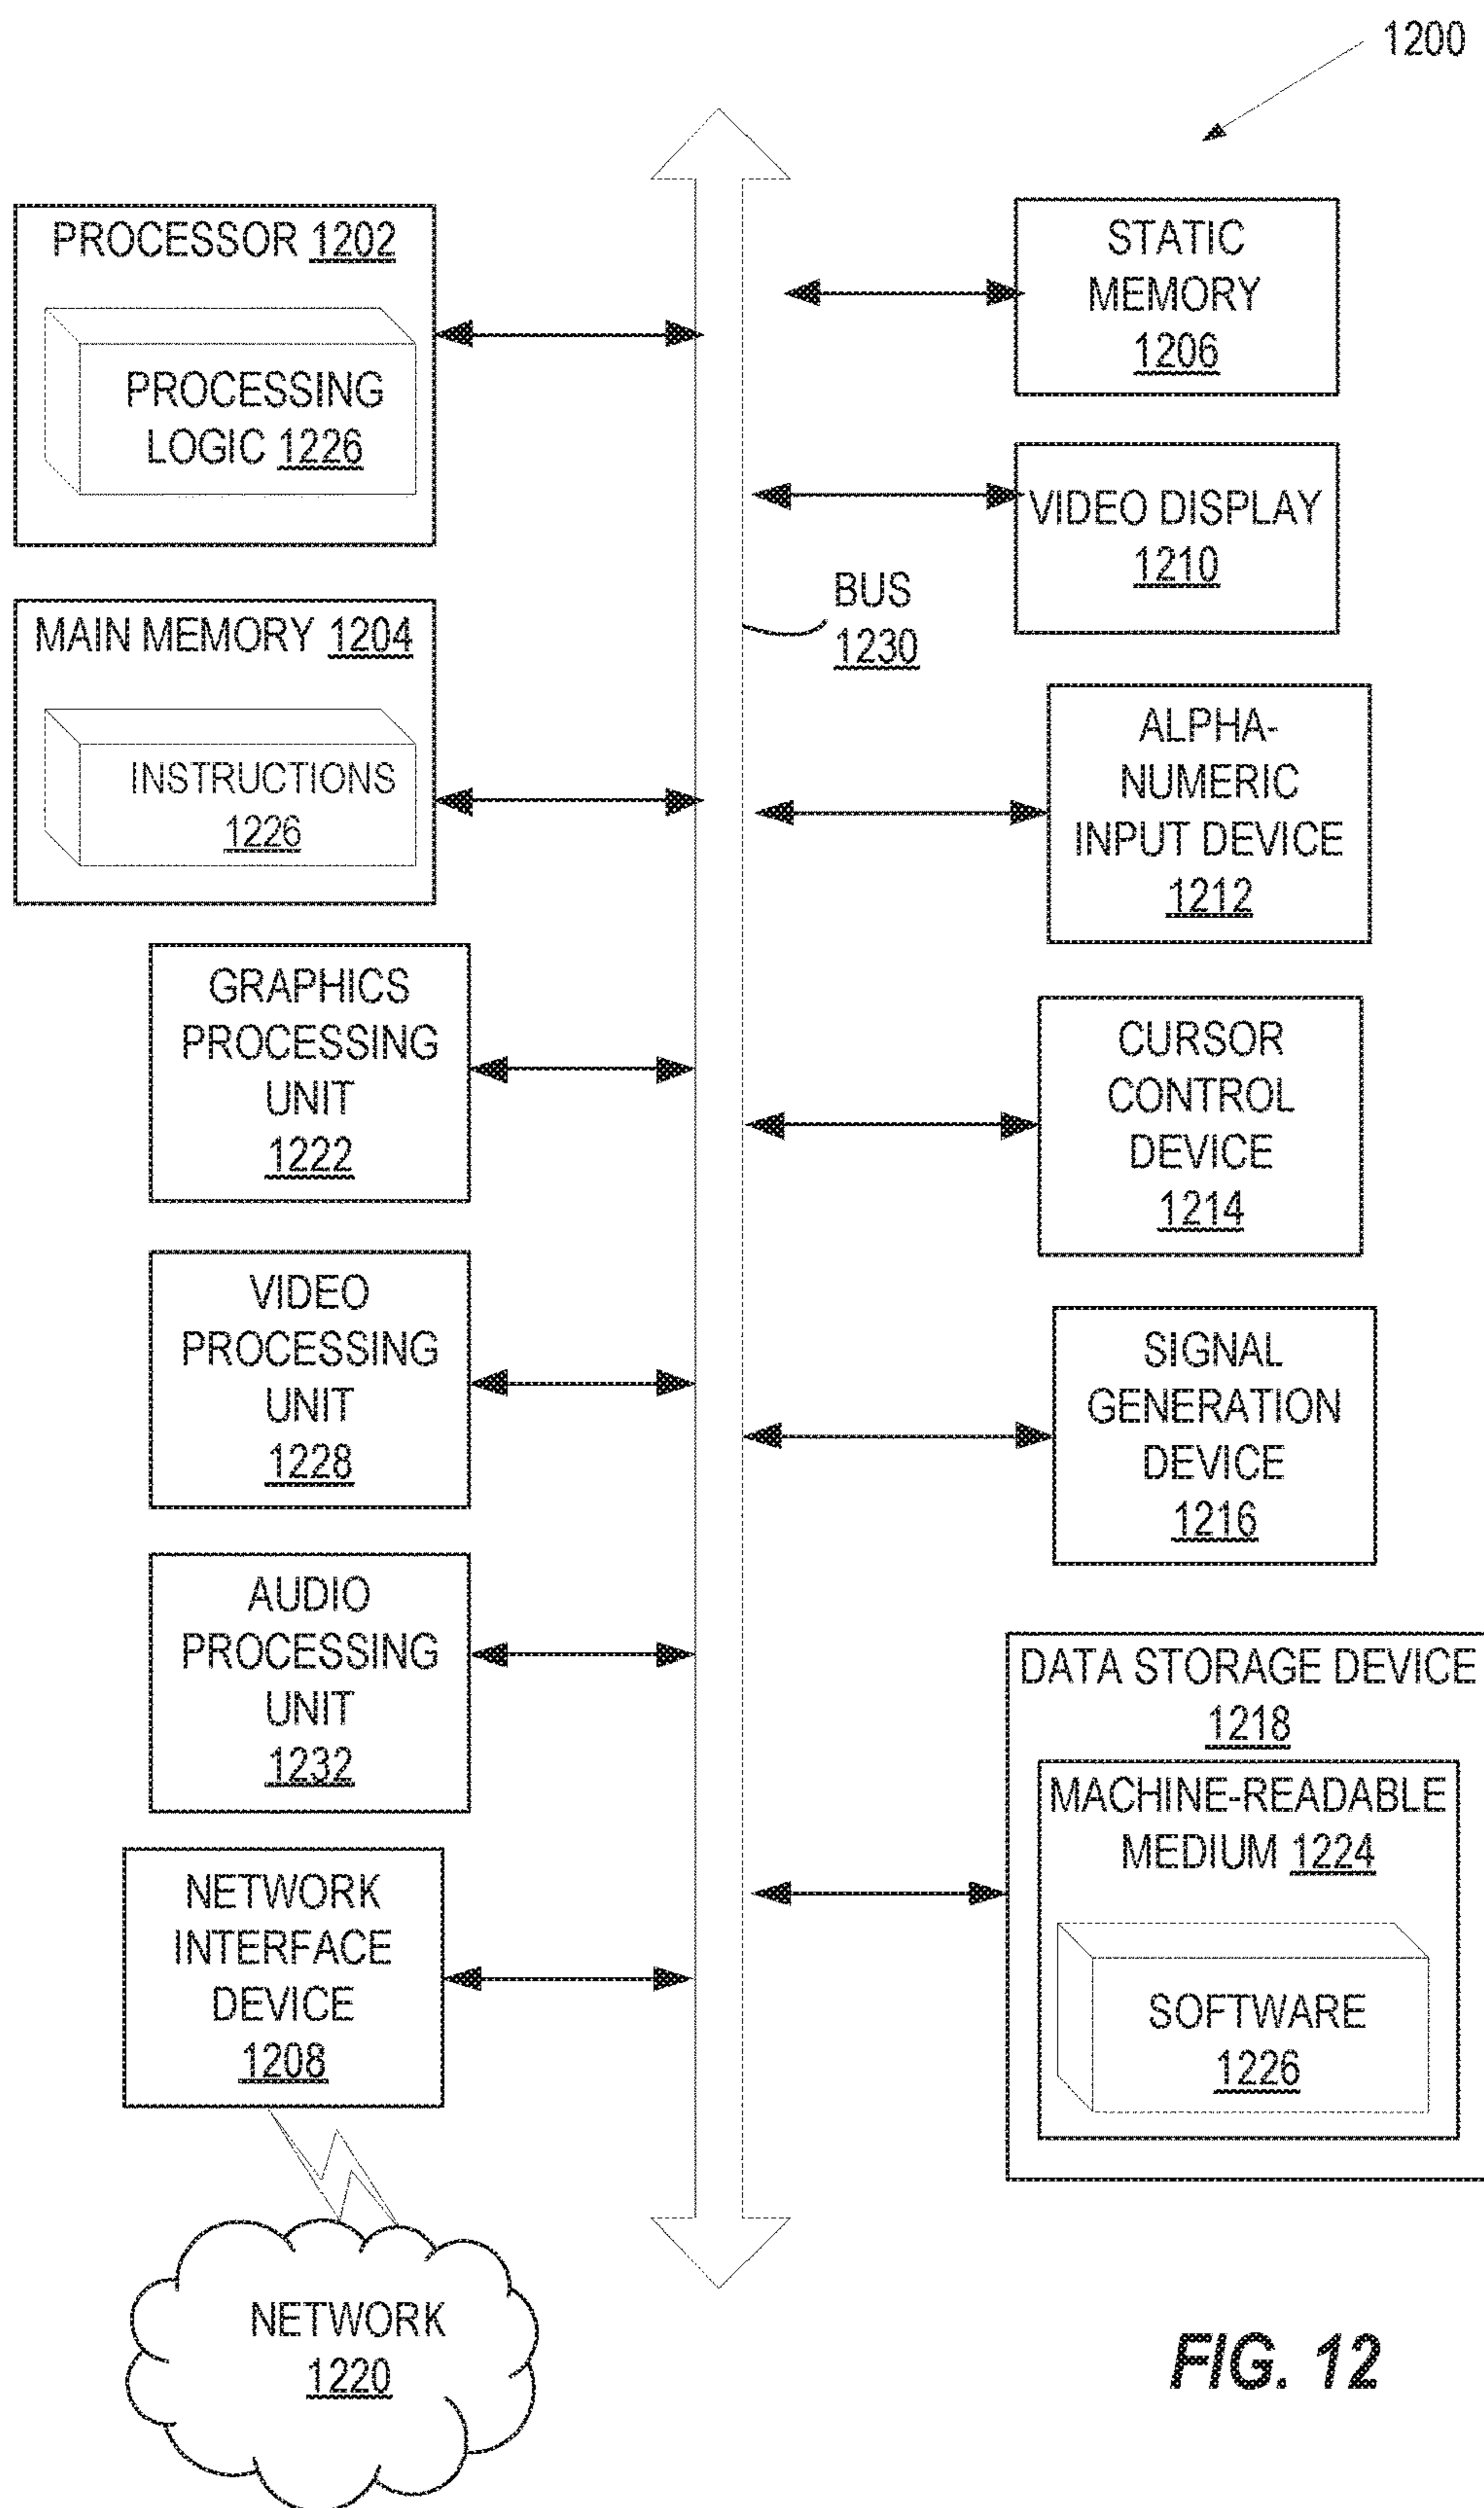 1200
PROCESSOR 1202
PROCESSING
LOGIC 1226
MAIN MEMORY 1204
INSTRUCTIONS
1226
GRAPHICS
PROCESSING
UNIT
1222
VIDEO
PROCESSING
UNIT
1228
AUDIO
PROCESSING
UNIT
1232
NETWORK
INTERFACE
DEVICE
1208
NETWORK
1220
BUS
1230
STATIC
MEMORY
1206
VIDEO DISPLAY
1210
ALPHA-
NUMERIC
INPUT DEVICE
1212
CURSOR
CONTROL
DEVICE
1214
SIGNAL
GENERATION
DEVICE
1216
DATA STORAGE DEVICE
1218
MACHINE-READABLE
MEDIUM 1224
SOFTWARE
1226
FIG. 12